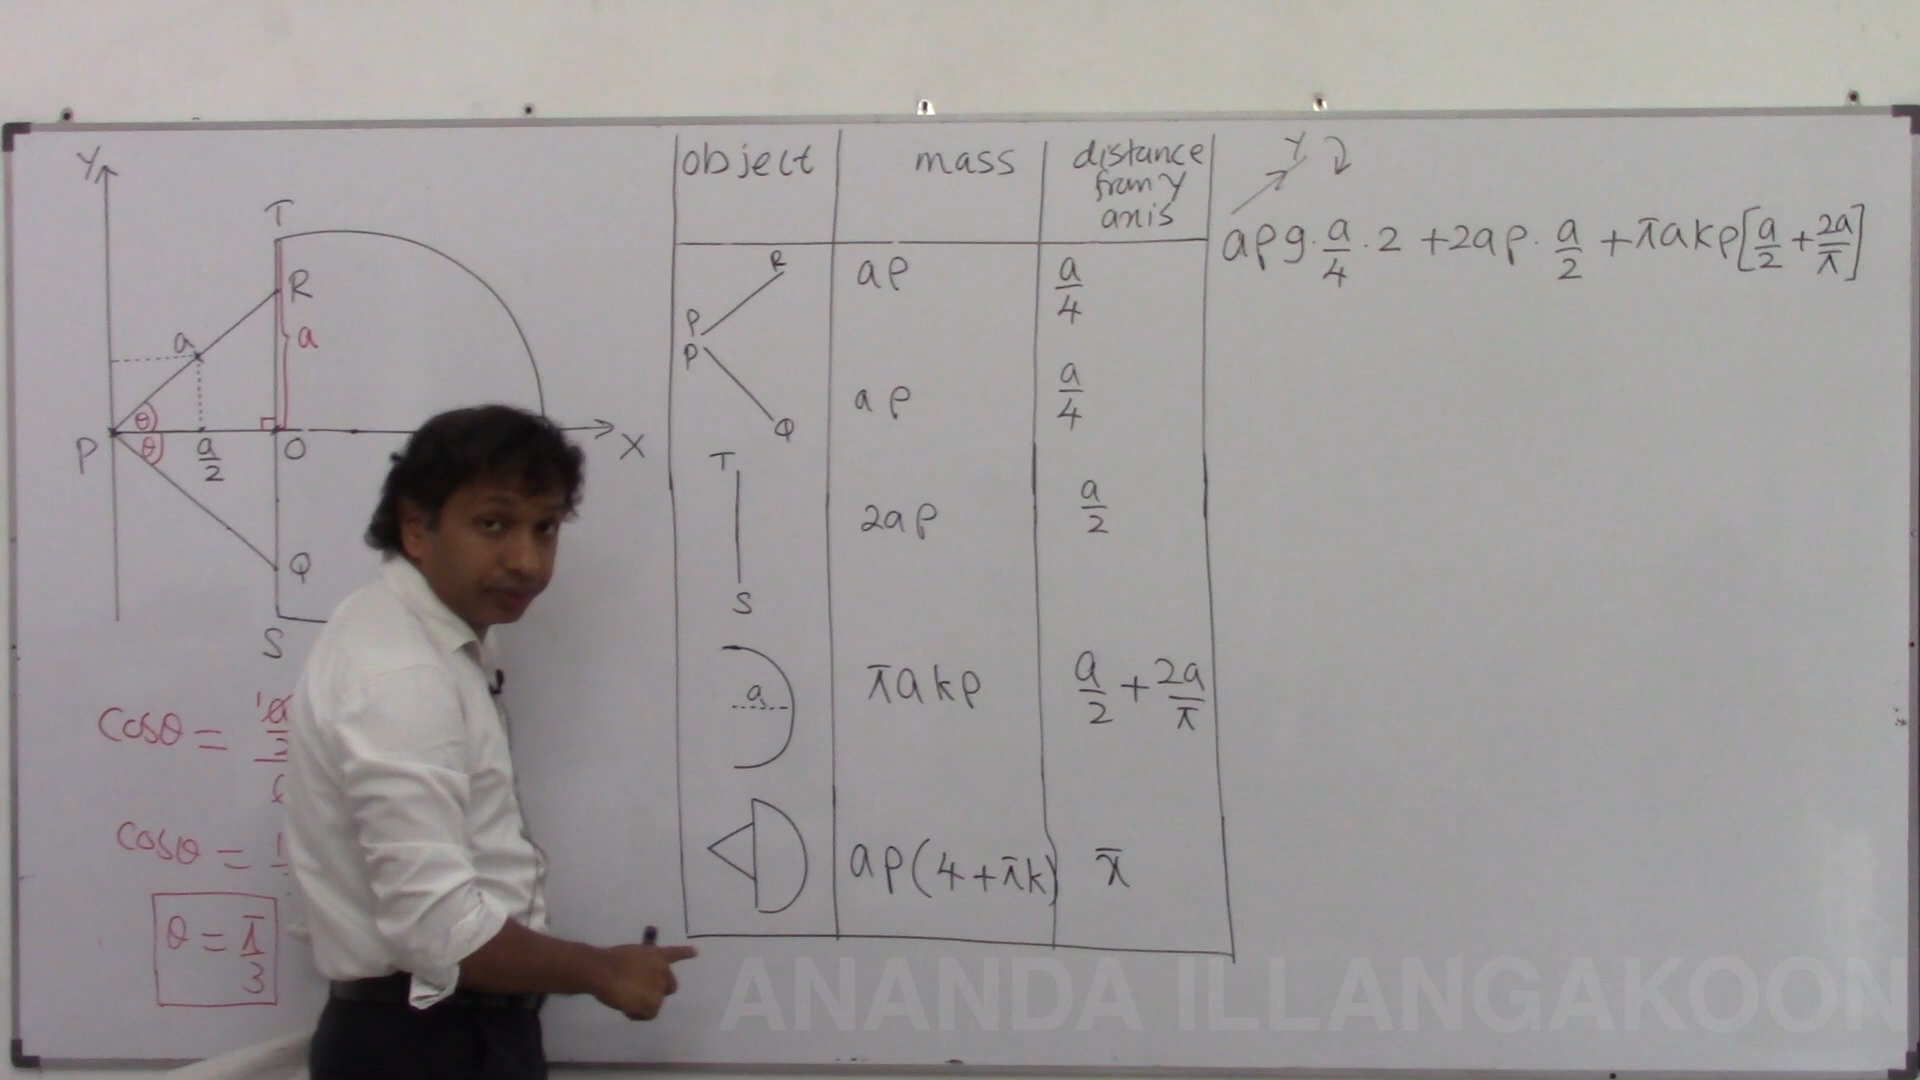 Y
T
R
a
a
θ
θ
P
a/2
O
X
Q
S
cosθ =
cosθ =
θ = π/3
object mass distance from y axis
R
P
aρ a/4
P
Q
aρ a/4
T
S
2aρ a/2
a
πakρ a/2 + 2a/π
aρ(4+πk) x̄
Y
aρg·a/4·2 + 2aρ·a/2 + πakρ[a/2 + 2a/π]
ANANDA ILLANGAKOON